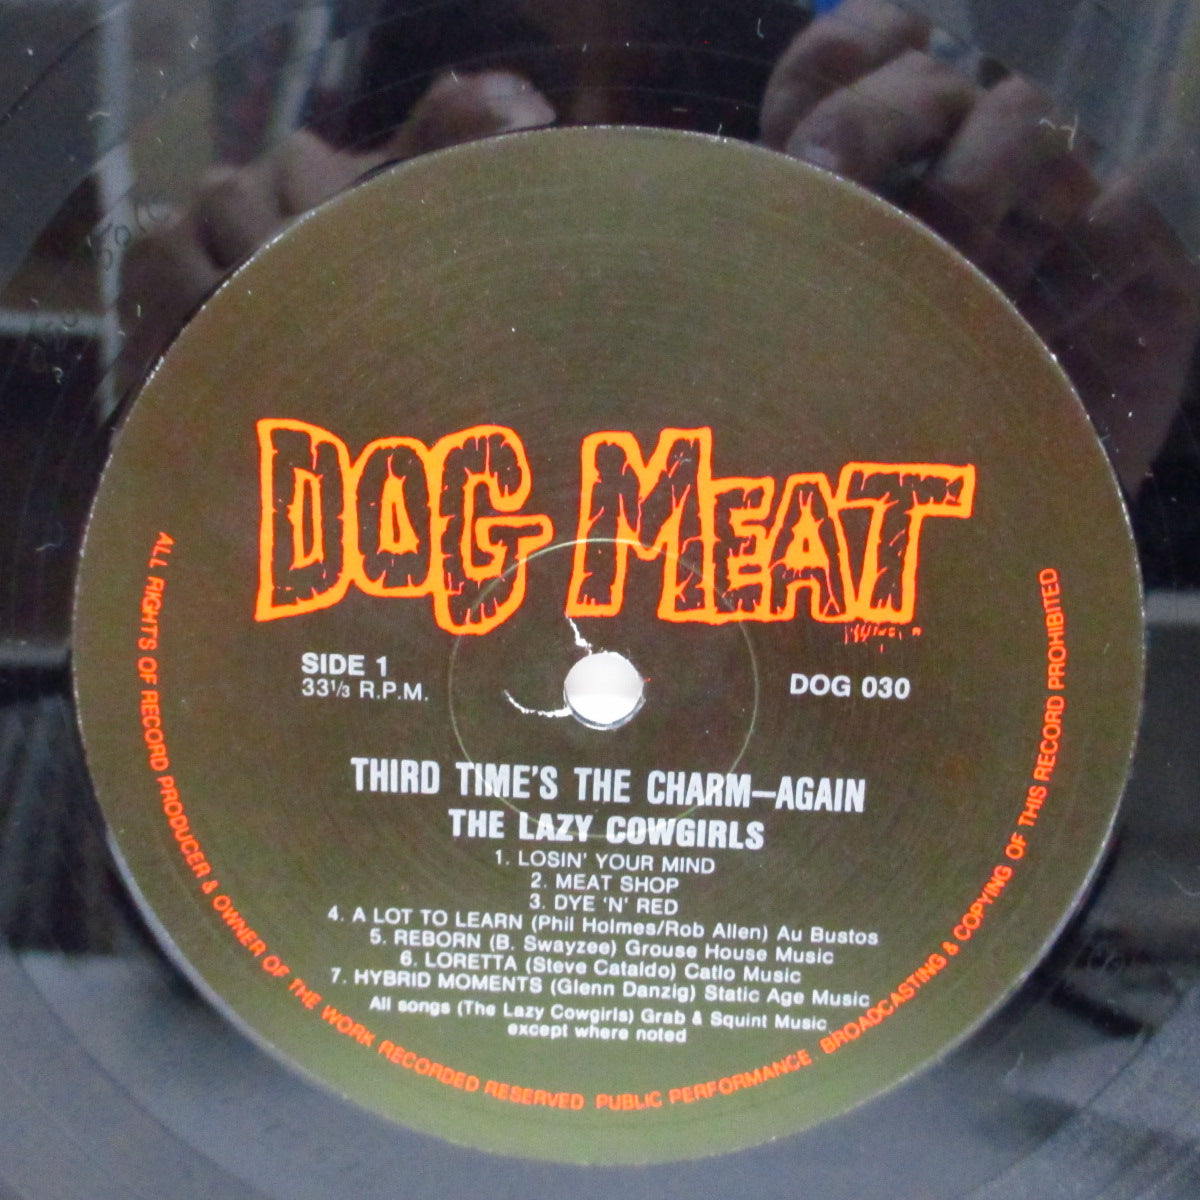 DOG MEAT
SIDE 1
33⅓ R.P.M.
DOG 030
THIRD TIME'S THE CHARM—AGAIN
THE LAZY COWGIRLS
1. LOSIN' YOUR MIND
2. MEAT SHOP
3. DYE 'N' RED
4. A LOT TO LEARN (Phil Holmes/Rob Allen) Au Bustos
5. REBORN (B. Swayzee) Grouse House Music
6. LORETTA (Steve Cataldo) Catlo Music
7. HYBRID MOMENTS (Glenn Danzig) Static Age Music
All songs (The Lazy Cowgirls) Grab & Squint Music
except where noted
ALL RIGHTS OF RECORD PRODUCER & OWNER OF THE WORK RECORDED RESERVED PUBLIC PERFORMANCE. BROADCASTING & COPYING OF THIS RECORD PROHIBITED